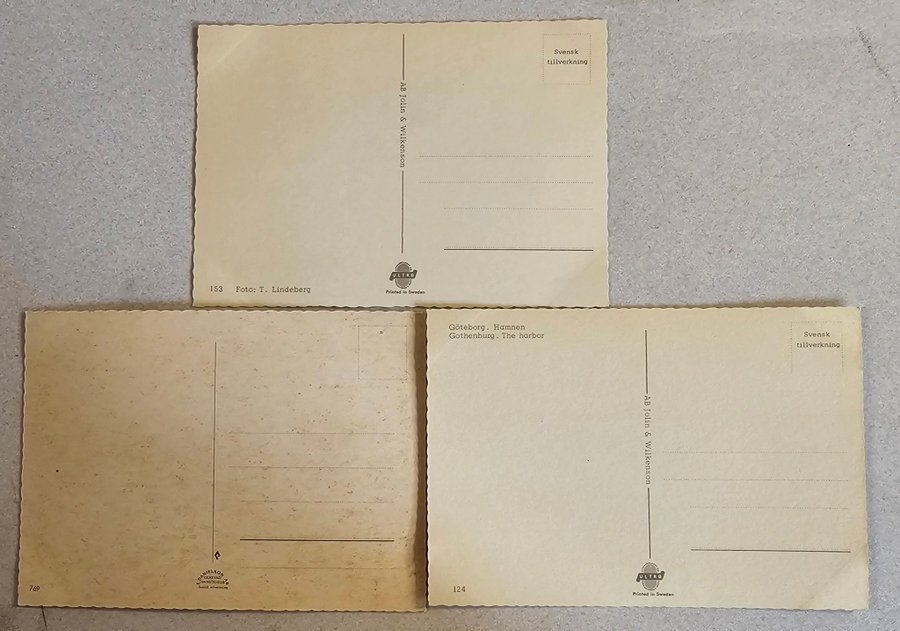 Svensk
tillverkning
AB Jolin & Wilkenson
153 Foto: T. Lindeberg
ULTRA
Printed in Sweden
769
Göteborg. Hamnen
Gothenburg. The harbor
Svensk
tillverkning
AB Jolin & Wilkenson
124
ULTRA
Printed in Sweden